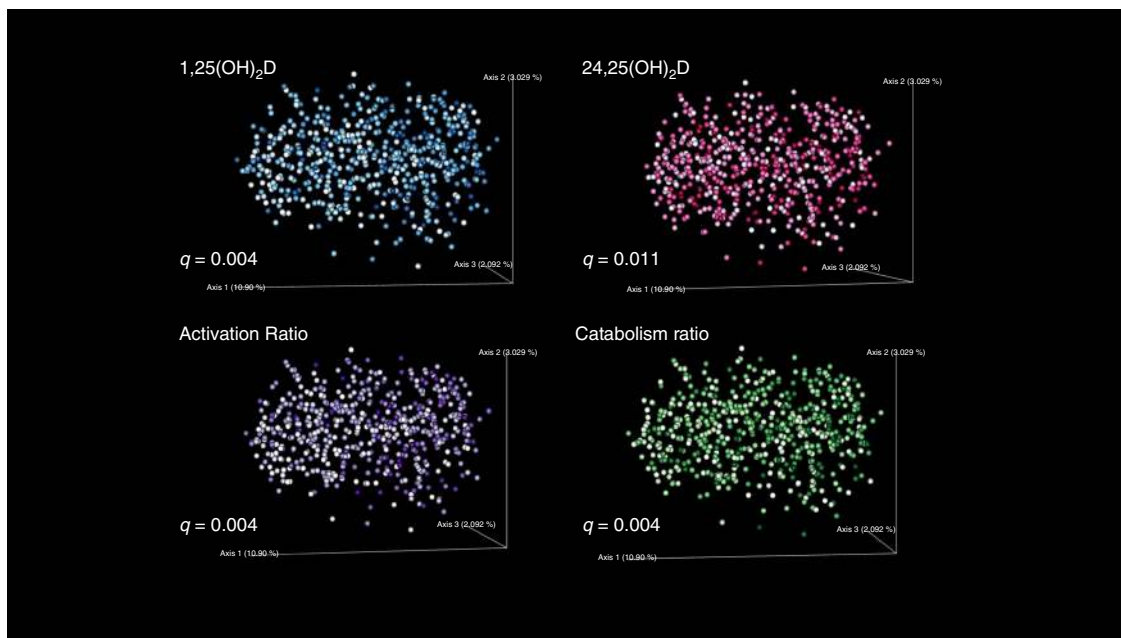 1,25(OH)₂D
Axis 2 (3.029 %)
q = 0.004
Axis 3 (2.092 %)
Axis 1 (10.90 %)
24,25(OH)₂D
Axis 2 (3.029 %)
q = 0.011
Axis 3 (2.092 %)
Axis 1 (10.90 %)
Activation Ratio
Axis 2 (3.029 %)
q = 0.004
Axis 3 (2.092 %)
Axis 1 (10.90 %)
Catabolism ratio
Axis 2 (3.029 %)
q = 0.004
Axis 3 (2.092 %)
Axis 1 (10.90 %)